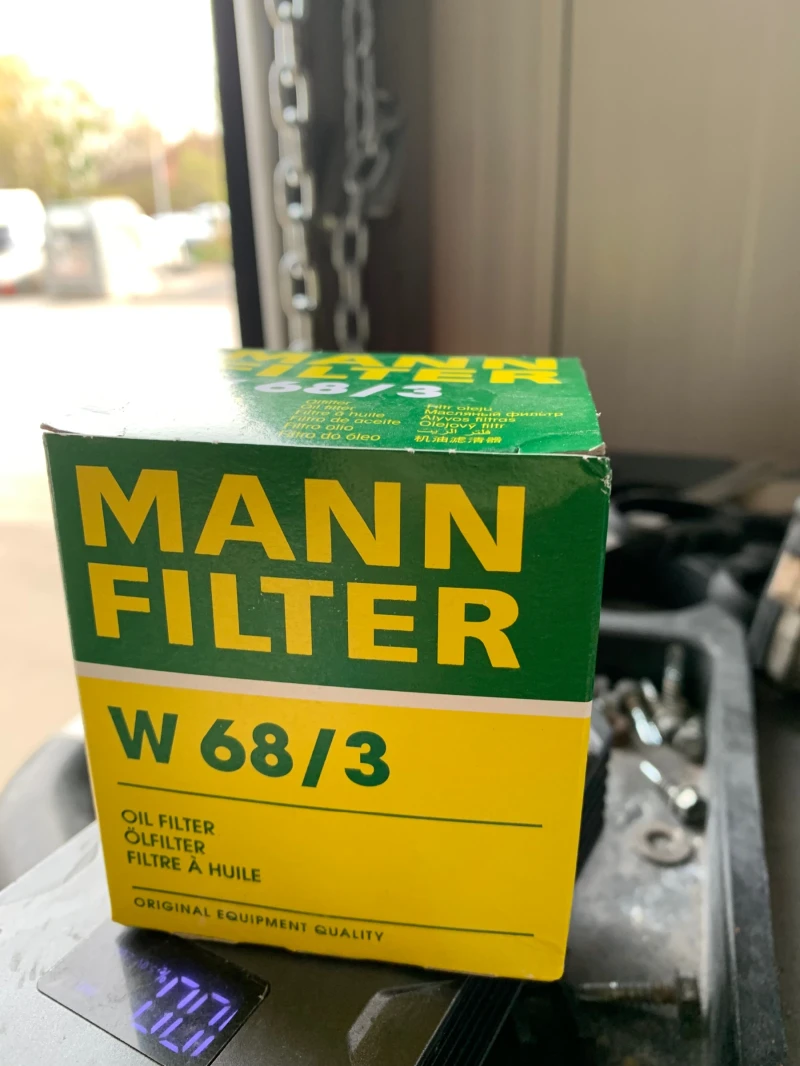 MANN
FILTER
68/3
Ölfilter
Oil filter
Filtre à huile
Filtro de aceite
Filtro olio
Filtro do óleo
Filtr oleju
Масляный фильтр
Alyvos filtras
Olejový filtr
فلتر الزيت
机油滤清器
MANN
FILTER
W 68/3
OIL FILTER
ÖLFILTER
FILTRE À HUILE
ORIGINAL EQUIPMENT QUALITY